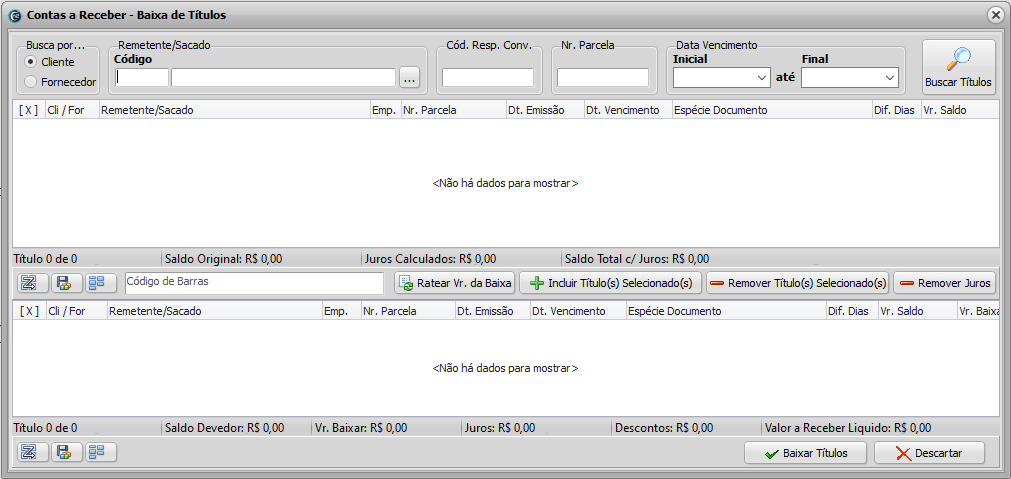 Contas a Receber - Baixa de Títulos
Busca por...
Cliente
Fornecedor
Remetente/Sacado
Código
...
Cód. Resp. Conv.
Nr. Parcela
Data Vencimento
Inicial
até
Final
Buscar Títulos
[X] Cli / For Remetente/Sacado Emp. Nr. Parcela Dt. Emissão Dt. Vencimento Espécie Documento Dif. Dias Vr. Saldo
<Não há dados para mostrar>
Título 0 de 0 Saldo Original: R$ 0,00 Juros Calculados: R$ 0,00 Saldo Total c/ Juros: R$ 0,00
Código de Barras Ratear Vr. da Baixa Incluir Título(s) Selecionado(s) Remover Título(s) Selecionado(s) Remover Juros
[X] Cli / For Remetente/Sacado Emp. Nr. Parcela Dt. Emissão Dt. Vencimento Espécie Documento Dif. Dias Vr. Saldo Vr. Baixa
<Não há dados para mostrar>
Título 0 de 0 Saldo Devedor: R$ 0,00 Vr. Baixar: R$ 0,00 Juros: R$ 0,00 Descontos: R$ 0,00 Valor a Receber Liquido: R$ 0,00
Baixar Títulos Descartar